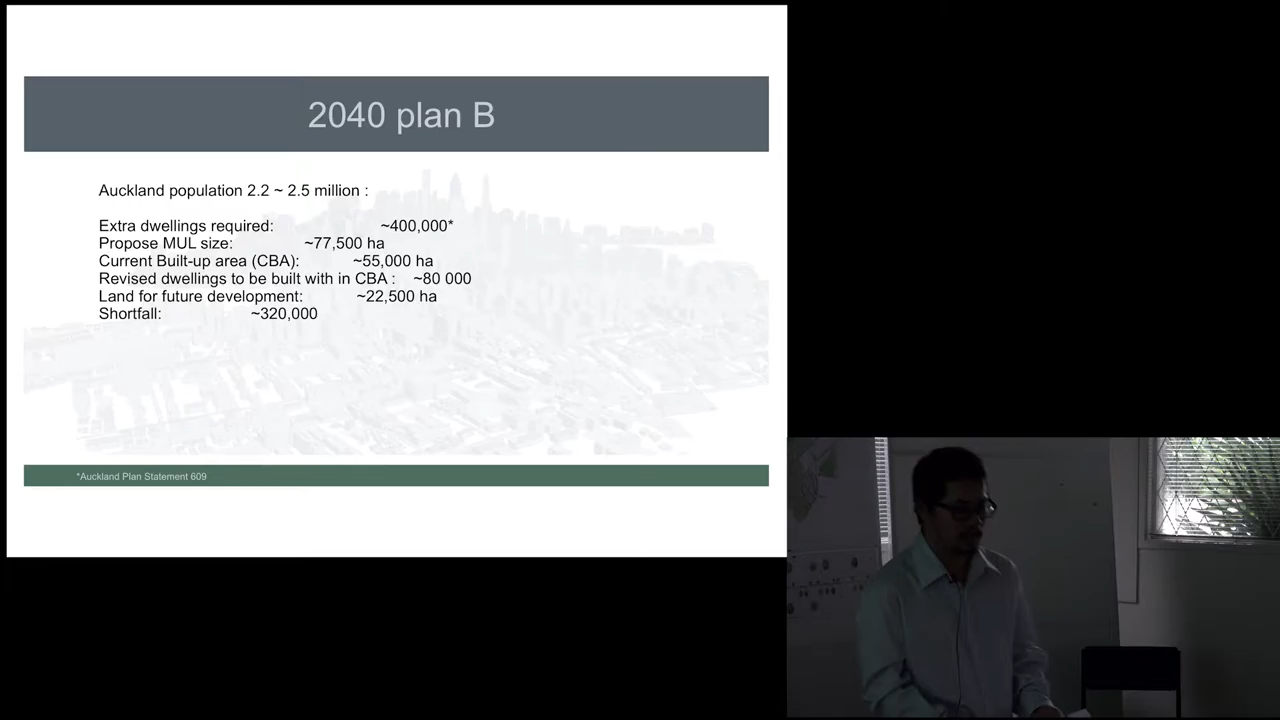 2040 plan B
Auckland population 2.2 ~ 2.5 million :
Extra dwellings required: ~400,000*
Propose MUL size: ~77,500 ha
Current Built-up area (CBA): ~55,000 ha
Revised dwellings to be built with in CBA : ~80 000
Land for future development: ~22,500 ha
Shortfall: ~320,000
*Auckland Plan Statement 609